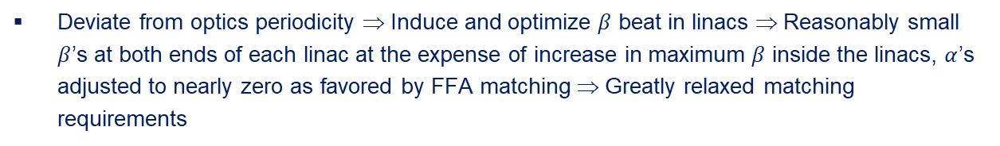 ▪ Deviate from optics periodicity ⟹ Induce and optimize 𝛽 beat in linacs ⟹ Reasonably small
𝛽’s at both ends of each linac at the expense of increase in maximum 𝛽 inside the linacs, 𝛼’s
adjusted to nearly zero as favored by FFA matching ⟹ Greatly relaxed matching
requirements